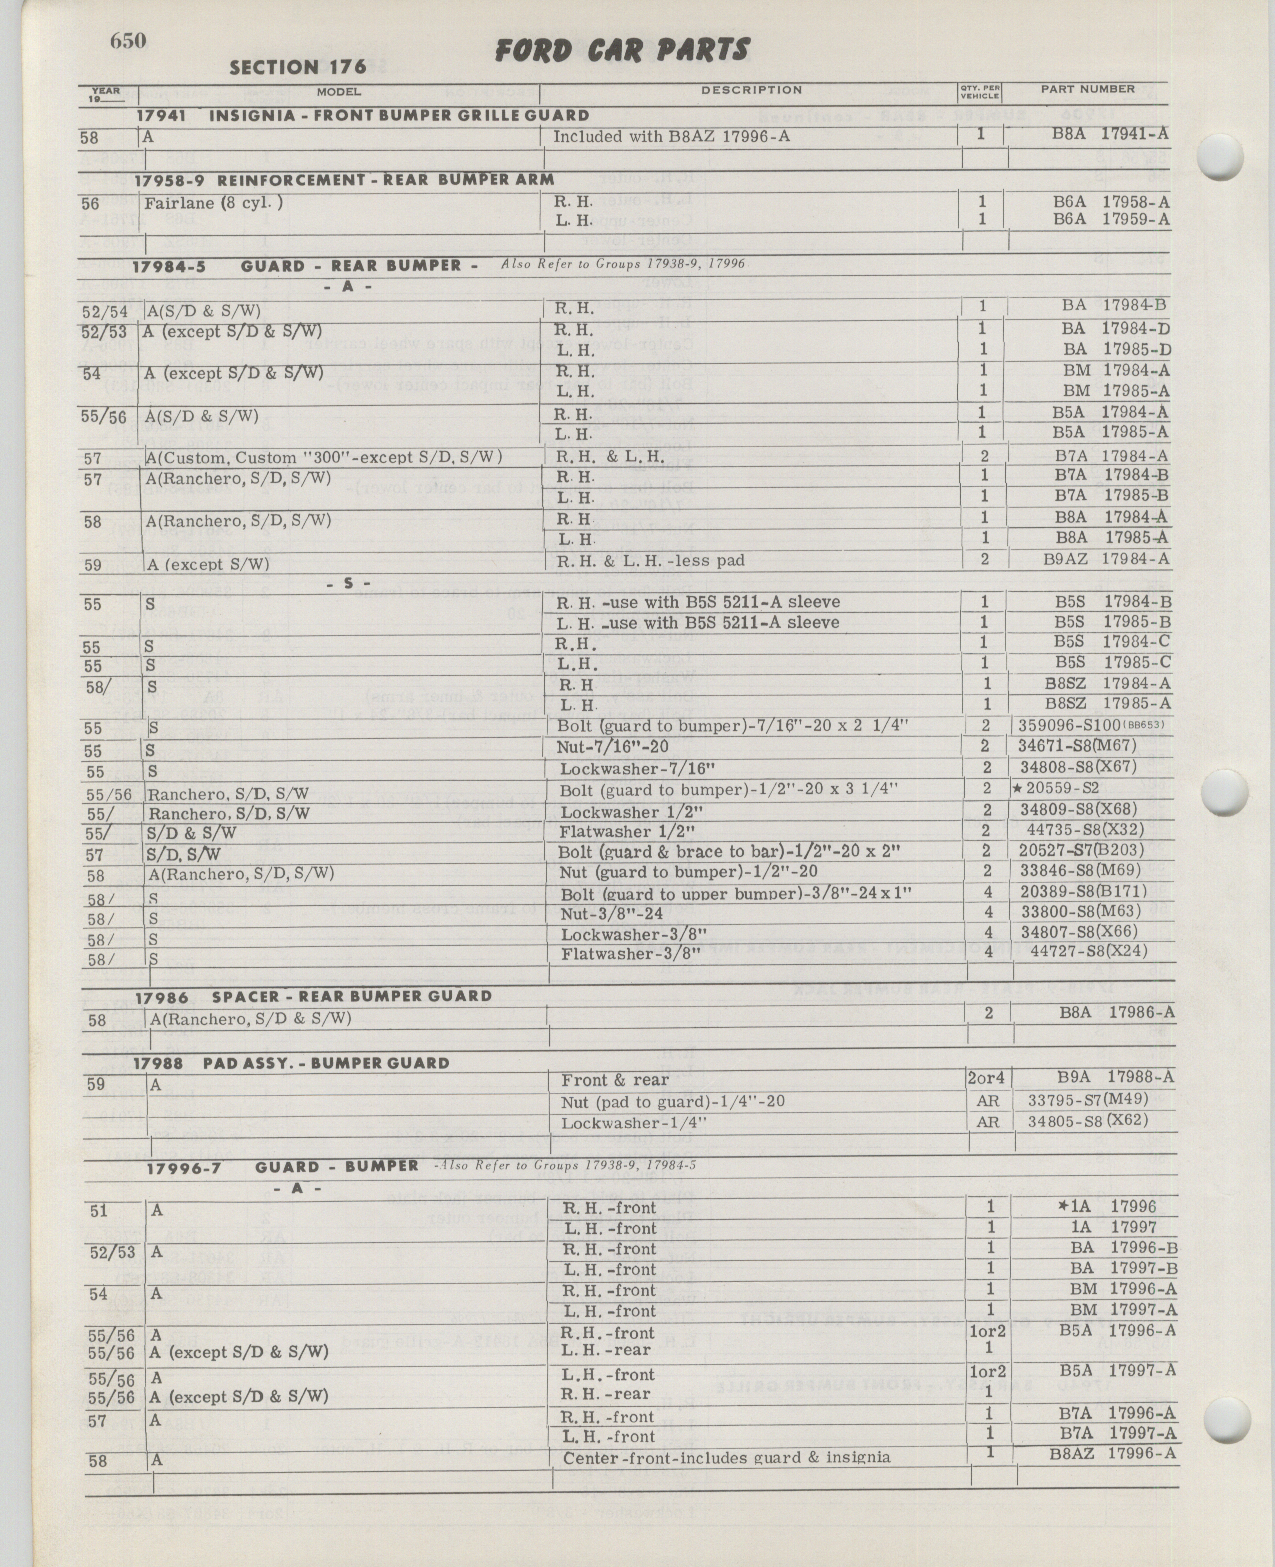 650
FORD CAR PARTS
SECTION 176
YEAR 19___ MODEL DESCRIPTION QTY. PER VEHICLE PART NUMBER
17941 INSIGNIA - FRONT BUMPER GRILLE GUARD
58 A Included with B8AZ 17996-A 1 B8A 17941-A
17958-9 REINFORCEMENT - REAR BUMPER ARM
56 Fairlane (8 cyl. ) R. H. 1 B6A 17958-A
L. H. 1 B6A 17959-A
17984-5 GUARD - REAR BUMPER - Also Refer to Groups 17938-9, 17996
- A -
52/54 A(S/D & S/W) R. H. 1 BA 17984-B
52/53 A (except S/D & S/W) R. H. 1 BA 17984-D
L. H. 1 BA 17985-D
54 A (except S/D & S/W) R. H. 1 BM 17984-A
L. H. 1 BM 17985-A
55/56 A(S/D & S/W) R. H. 1 B5A 17984-A
L. H. 1 B5A 17985-A
57 A(Custom, Custom "300"-except S/D, S/W) R. H. & L. H. 2 B7A 17984-A
57 A(Ranchero, S/D, S/W) R. H. 1 B7A 17984-B
L. H. 1 B7A 17985-B
58 A(Ranchero, S/D, S/W) R. H 1 B8A 17984-A
L. H. 1 B8A 17985-A
59 A (except S/W) R. H. & L. H. -less pad 2 B9AZ 17984-A
- S -
55 S R. H. -use with B5S 5211-A sleeve 1 B5S 17984-B
L. H. -use with B5S 5211-A sleeve 1 B5S 17985-B
55 S R.H. 1 B5S 17984-C
55 S L.H. 1 B5S 17985-C
58/ S R. H 1 B8SZ 17984-A
L. H. 1 B8SZ 17985-A
55 S Bolt (guard to bumper)-7/16"-20 x 2 1/4" 2 359096-S100(BB653)
55 S Nut-7/16"-20 2 34671-S8(M67)
55 S Lockwasher-7/16" 2 34808-S8(X67)
55/56 Ranchero, S/D, S/W Bolt (guard to bumper)-1/2"-20 x 3 1/4" 2 ★20559-S2
55/ Ranchero, S/D, S/W Lockwasher 1/2" 2 34809-S8(X68)
55/ S/D & S/W Flatwasher 1/2" 2 44735-S8(X32)
57 S/D, S/W Bolt (guard & brace to bar)-1/2"-20 x 2" 2 20527-S7(B203)
58 A(Ranchero, S/D, S/W) Nut (guard to bumper)-1/2"-20 2 33846-S8(M69)
58/ S Bolt (guard to upper bumper)-3/8"-24x1" 4 20389-S8(B171)
58/ S Nut-3/8"-24 4 33800-S8(M63)
58/ S Lockwasher-3/8" 4 34807-S8(X66)
58/ S Flatwasher-3/8" 4 44727-S8(X24)
17986 SPACER - REAR BUMPER GUARD
58 A(Ranchero, S/D & S/W) 2 B8A 17986-A
17988 PAD ASSY. - BUMPER GUARD
59 A Front & rear 2or4 B9A 17988-A
Nut (pad to guard)-1/4"-20 AR 33795-S7(M49)
Lockwasher-1/4" AR 34805-S8(X62)
17996-7 GUARD - BUMPER -Also Refer to Groups 17938-9, 17984-5
- A -
51 A R. H. -front 1 ★1A 17996
L. H. -front 1 1A 17997
52/53 A R. H. -front 1 BA 17996-B
L. H. -front 1 BA 17997-B
54 A R. H. -front 1 BM 17996-A
L. H. -front 1 BM 17997-A
55/56 A R.H.-front 1or2 B5A 17996-A
55/56 A (except S/D & S/W) L. H. -rear 1
55/56 A L.H.-front 1or2 B5A 17997-A
55/56 A (except S/D & S/W) R. H. -rear 1
57 A R. H. -front 1 B7A 17996-A
L. H. -front 1 B7A 17997-A
58 A Center-front-includes guard & insignia 1 B8AZ 17996-A